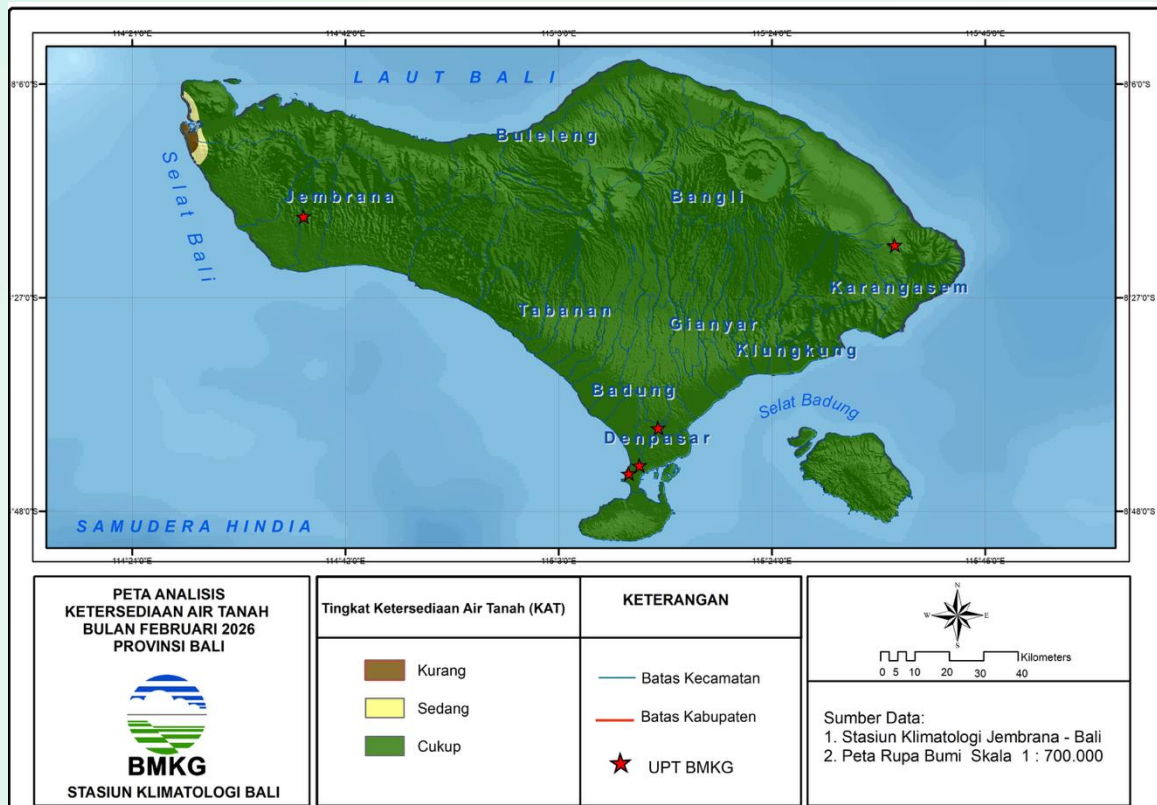 114°21'0"E 114°42'0"E 115°3'0"E 115°24'0"E 115°45'0"E
8°6'0"S 8°6'0"S
LAUT BALI
Buleleng
Selat Bali
Jembrana
Bangli
Karangasem
°27'0"S 8°27'0"S
Tabanan
Gianyar
Klungkung
Badung
Selat Badung
Denpasar
°48'0"S 8°48'0"S
SAMUDERA HINDIA
114°21'0"E 114°42'0"E 115°3'0"E 115°24'0"E 115°45'0"E
PETA ANALISIS
KETERSEDIAAN AIR TANAH
BULAN FEBRUARI 2026
PROVINSI BALI
BMKG
STASIUN KLIMATOLOGI BALI
Tingkat Ketersediaan Air Tanah (KAT)
Kurang
Sedang
Cukup
KETERANGAN
Batas Kecamatan
Batas Kabupaten
UPT BMKG
N
W E
S
Kilometers
0 5 10 20 30 40
Sumber Data:
1. Stasiun Klimatologi Jembrana - Bali
2. Peta Rupa Bumi Skala 1 : 700.000